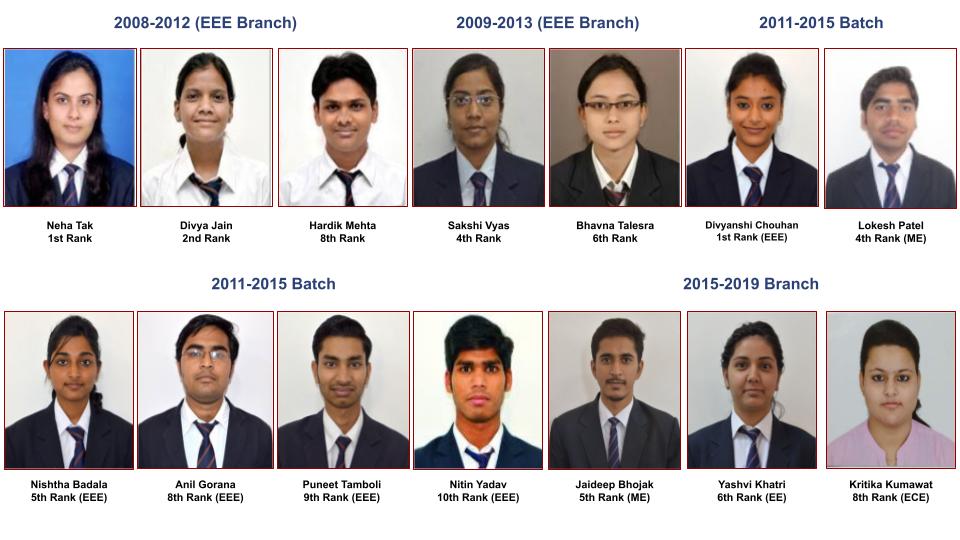 2008-2012 (EEE Branch)
2009-2013 (EEE Branch)
2011-2015 Batch
Neha Tak
1st Rank
Divya Jain
2nd Rank
Hardik Mehta
8th Rank
Sakshi Vyas
4th Rank
Bhavna Talesra
6th Rank
Divyanshi Chouhan
1st Rank (EEE)
Lokesh Patel
4th Rank (ME)
2011-2015 Batch
2015-2019 Branch
Nishtha Badala
5th Rank (EEE)
Anil Gorana
8th Rank (EEE)
Puneet Tamboli
9th Rank (EEE)
Nitin Yadav
10th Rank (EEE)
Jaideep Bhojak
5th Rank (ME)
Yashvi Khatri
6th Rank (EE)
Kritika Kumawat
8th Rank (ECE)